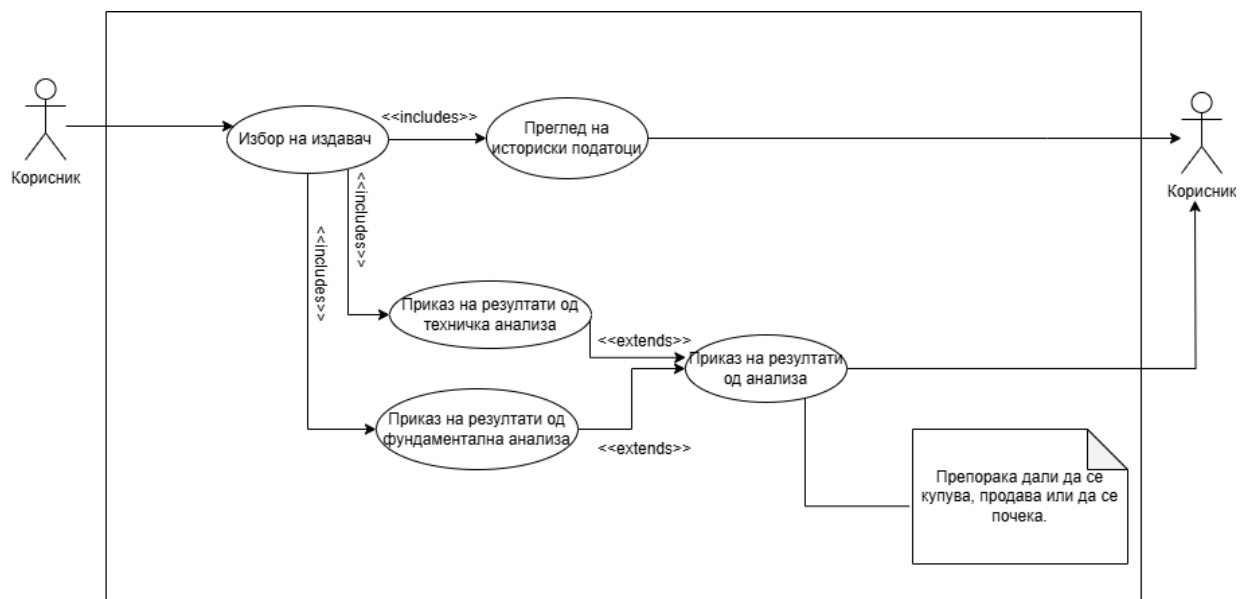 Корисник
Избор на издавач
<<includes>>
Преглед на
историски податоци
Корисник
<<includes>>
<<includes>>
Приказ на резултати од
техничка анализа
<<extends>>
Приказ на резултати
од анализа
Приказ на резултати од
фундаментална анализа
<<extends>>
Препорака дали да се
купува, продава или да се
почека.